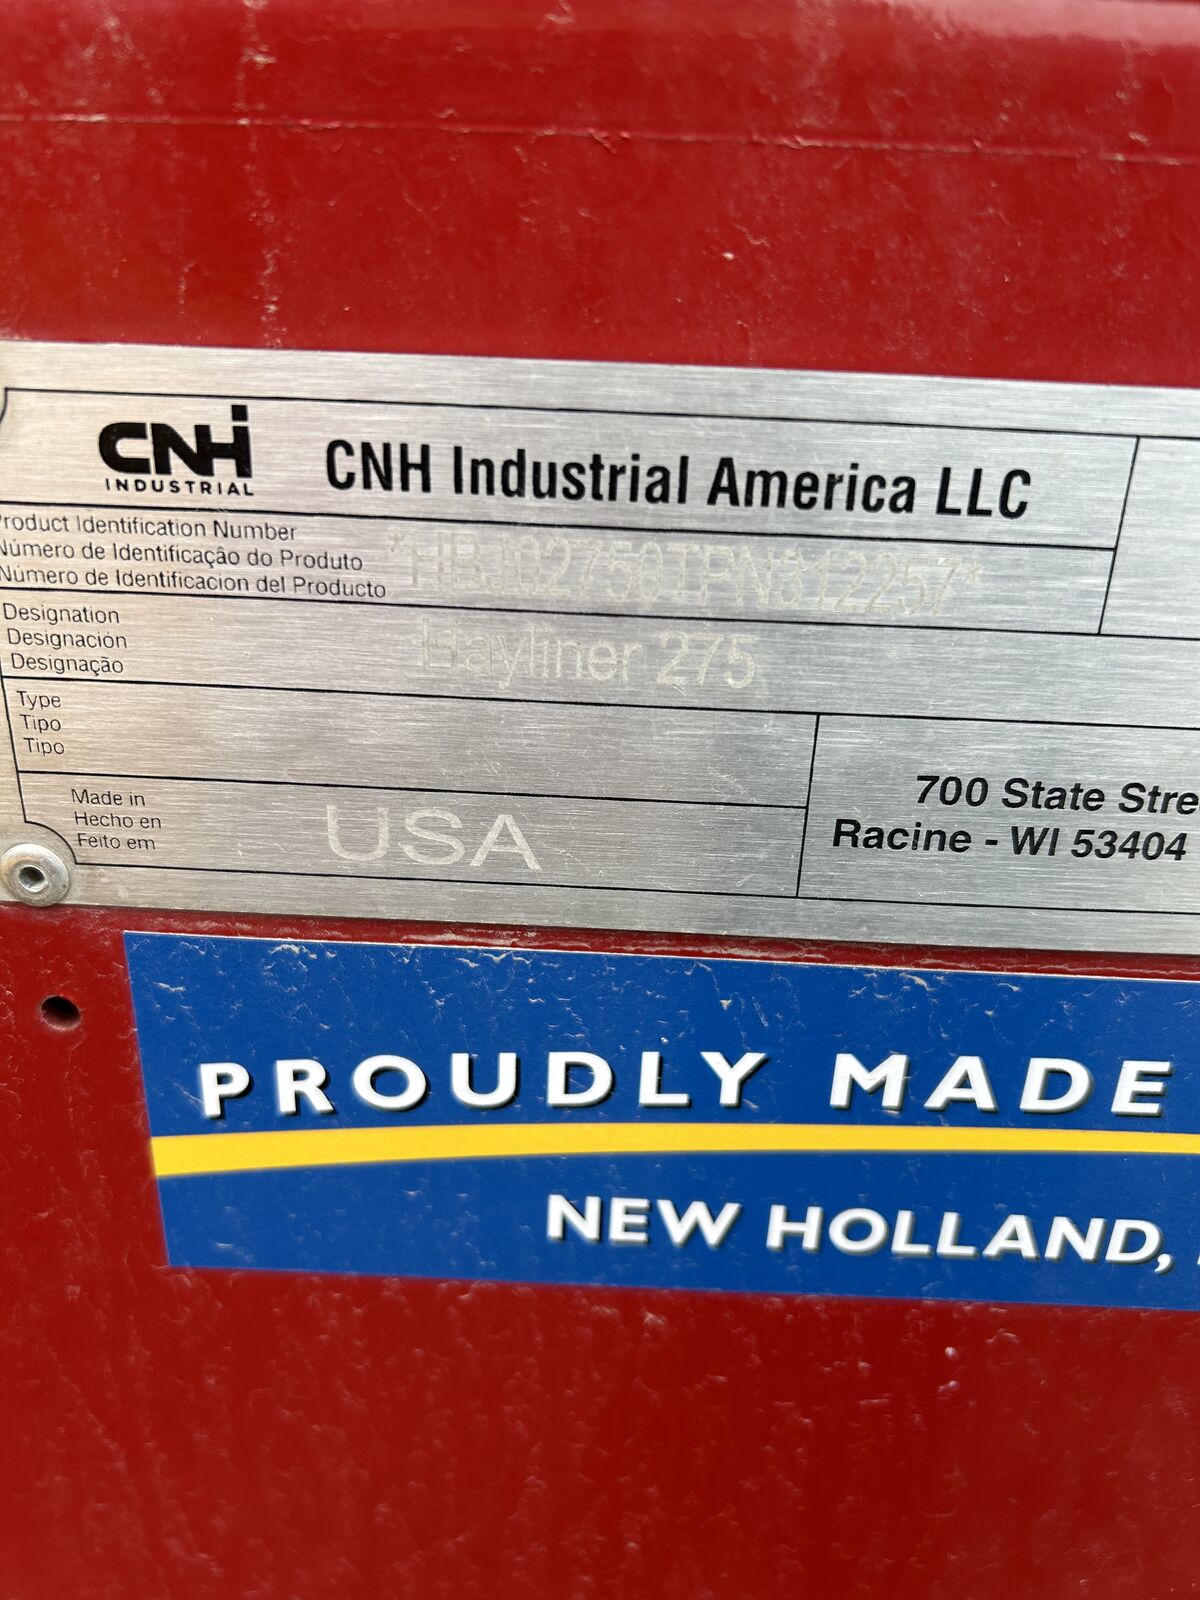 CNH
INDUSTRIAL
CNH Industrial America LLC
Product Identification Number
Número de Identificação do Produto
Número de Identificacion del Producto
*HBJ02750TPN312257*
Designation
Designación
Designação
Hayliner 275
Type
Tipo
Tipo
Made in
Hecho en
Feito em
USA
700 State Stre
Racine - WI 53404
PROUDLY MADE
NEW HOLLAND,